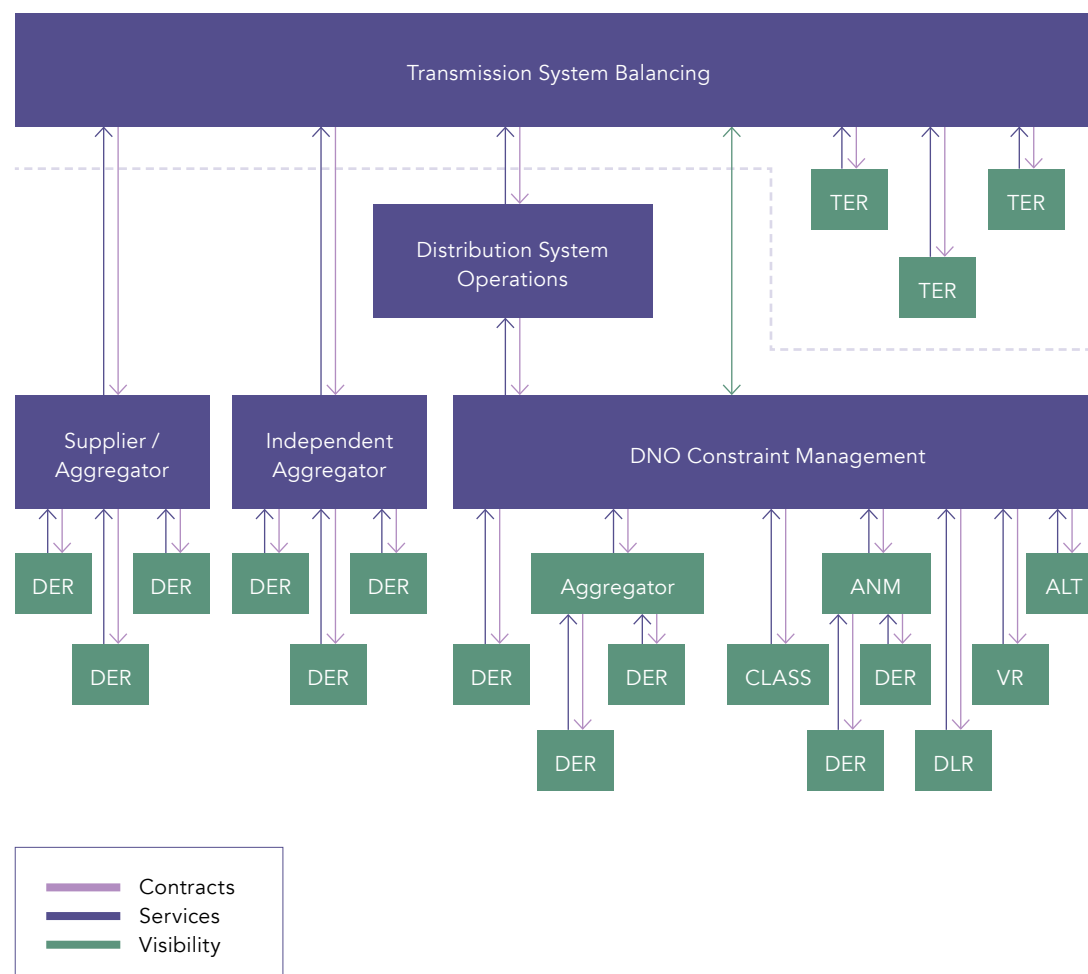 Transmission System Balancing
TER
TER
TER
Distribution System
Operations
Supplier /
Aggregator
Independent
Aggregator
DNO Constraint Management
DER
DER
DER
DER
Aggregator
ANM
ALT
DER
DER
DER
DER
CLASS
DER
VR
DER
DER
DLR
Contracts
Services
Visibility